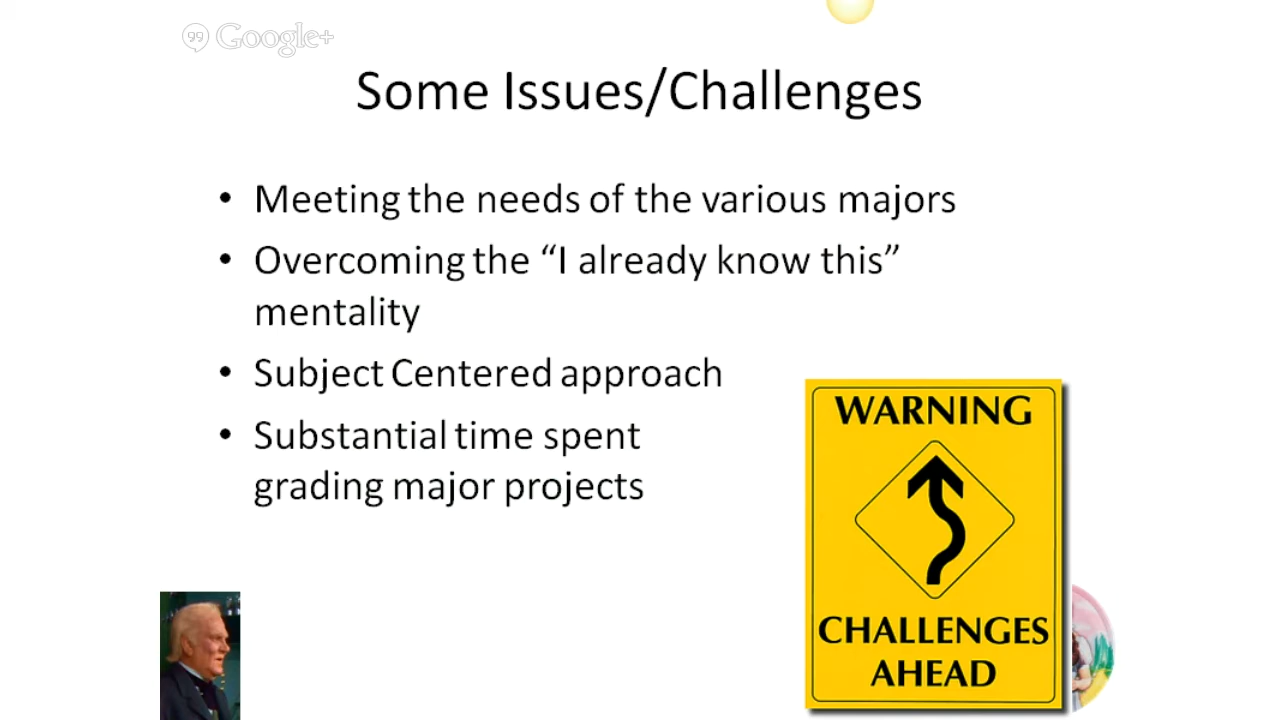 Google+
Some Issues/Challenges
• Meeting the needs of the various majors
• Overcoming the “I already know this”
mentality
• Subject Centered approach
• Substantial time spent
grading major projects
WARNING
CHALLENGES
AHEAD